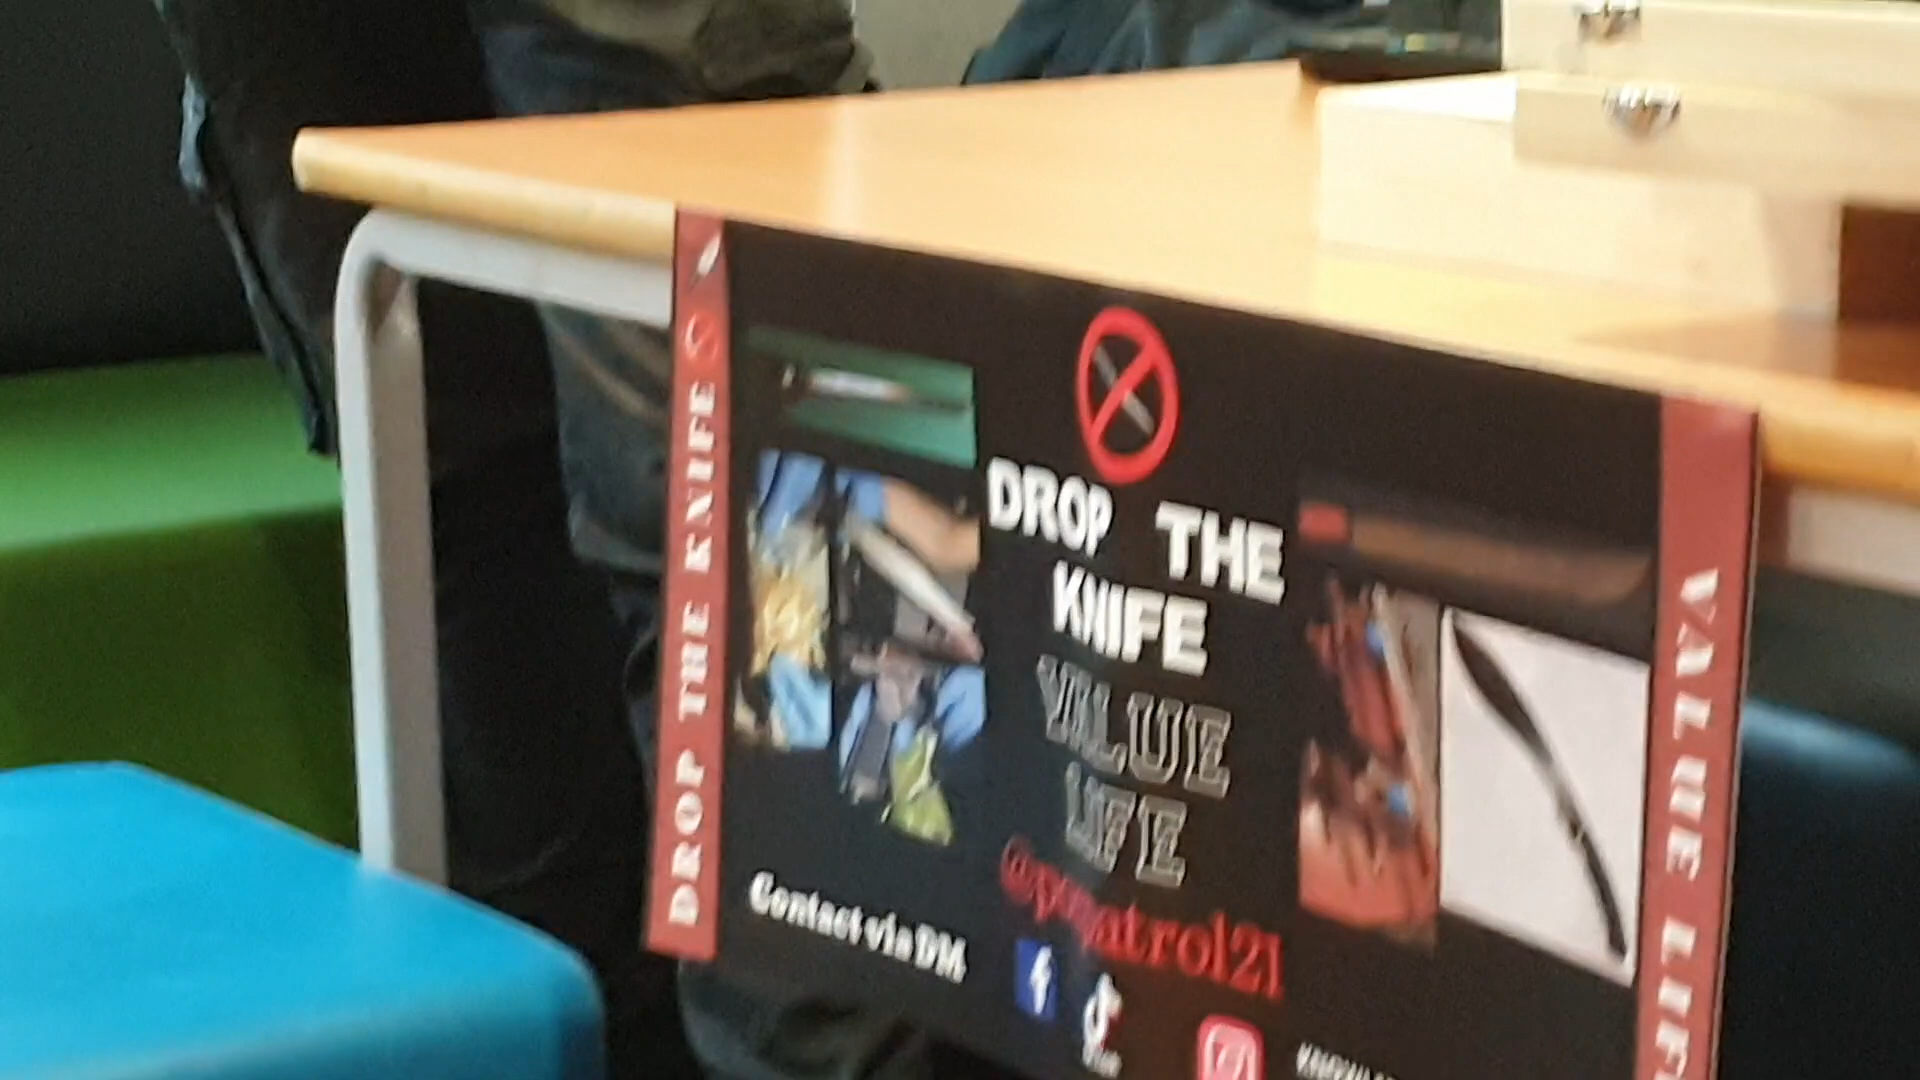 DROP THE KNIFE
DROP THE
KNIFE
VALUE
LIFE
Contact via DM
VALUE LIFE